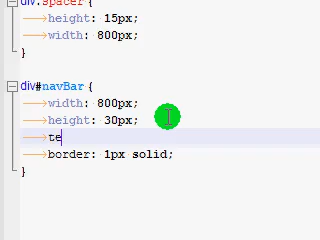 div.spacer {
height: 15px;
width: 800px;
}
div#navBar {
width: 800px;
height: 30px;
te
border: 1px solid;
}